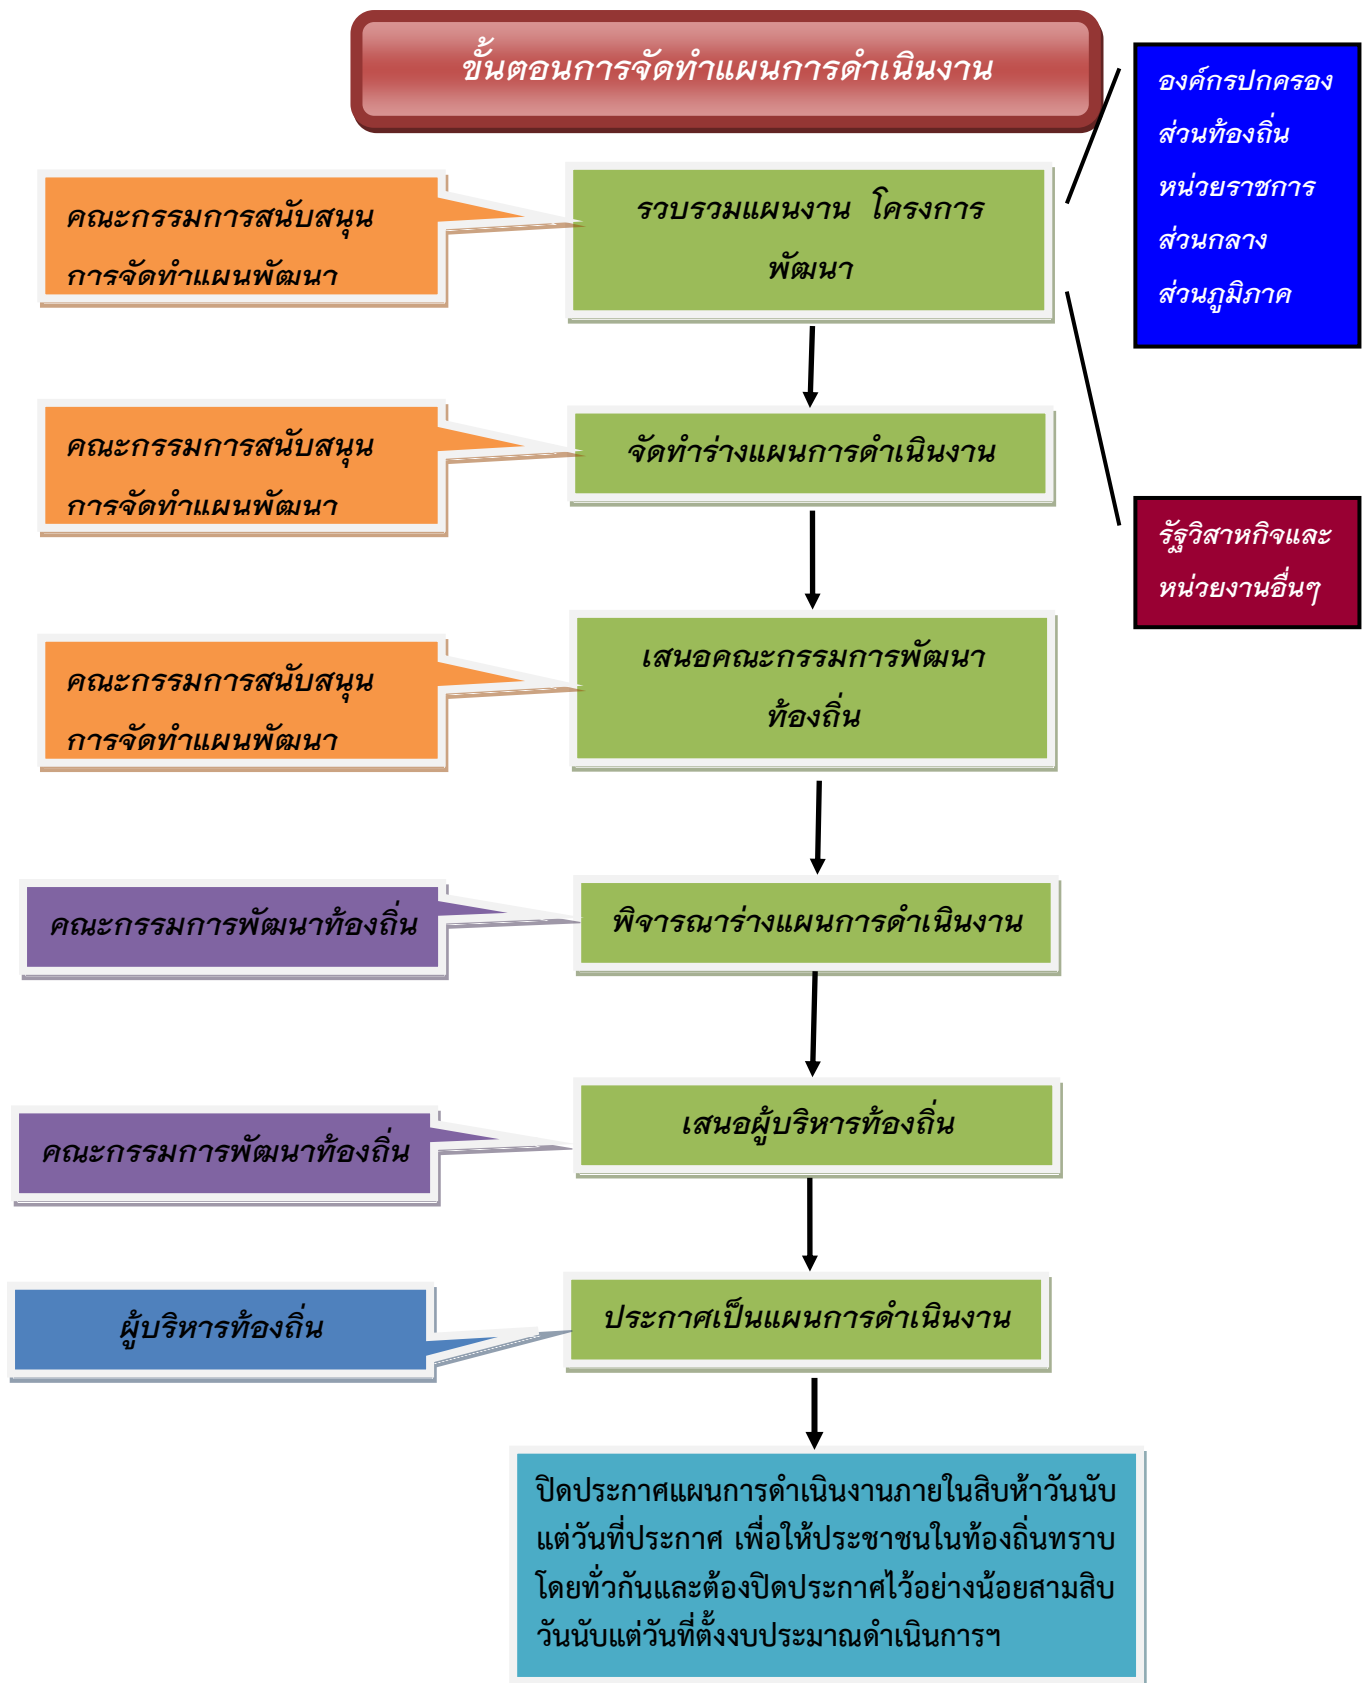 ขั้นตอนการจัดทำแผนการดำเนินงาน
องค์กรปกครอง
ส่วนท้องถิ่น
หน่วยราชการ
ส่วนกลาง
ส่วนภูมิภาค
คณะกรรมการสนับสนุน
การจัดทำแผนพัฒนา
รวบรวมแผนงาน โครงการ
พัฒนา
คณะกรรมการสนับสนุน
การจัดทำแผนพัฒนา
จัดทำร่างแผนการดำเนินงาน
รัฐวิสาหกิจและ
หน่วยงานอื่นๆ
คณะกรรมการสนับสนุน
การจัดทำแผนพัฒนา
เสนอคณะกรรมการพัฒนา
ท้องถิ่น
คณะกรรมการพัฒนาท้องถิ่น
พิจารณาร่างแผนการดำเนินงาน
คณะกรรมการพัฒนาท้องถิ่น
เสนอผู้บริหารท้องถิ่น
ผู้บริหารท้องถิ่น
ประกาศเป็นแผนการดำเนินงาน
ปิดประกาศแผนการดำเนินงานภายในสิบห้าวันนับ
แต่วันที่ประกาศ เพื่อให้ประชาชนในท้องถิ่นทราบ
โดยทั่วกันและต้องปิดประกาศไว้อย่างน้อยสามสิบ
วันนับแต่วันที่ตั้งงบประมาณดำเนินการฯ